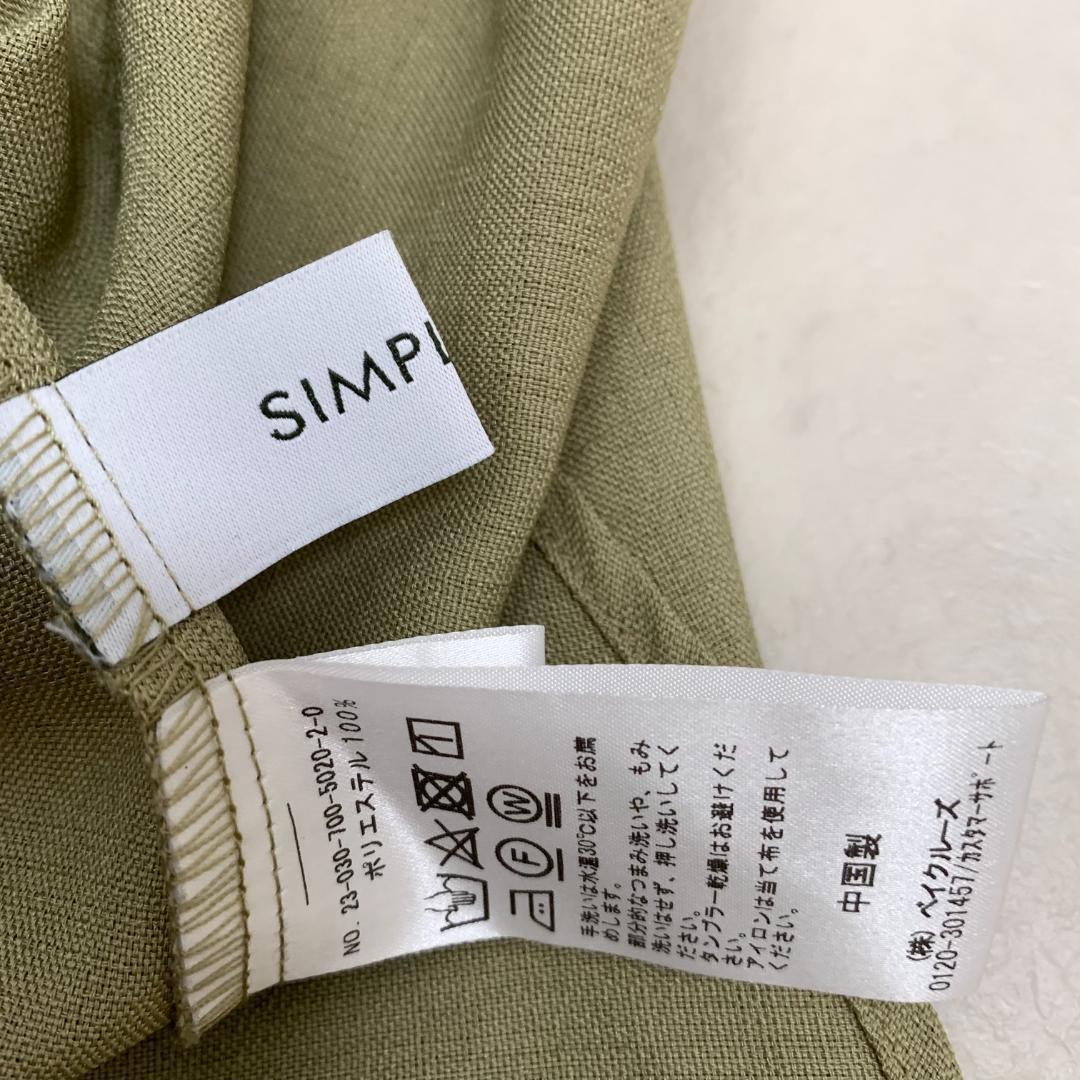 SIMPL
NO. 23-030-700-5020-2-0
ポリエステル 100%
W
F
手洗いは水温30℃以下をお薦
めします。
部分的なつまみ洗いや、もみ
洗いはせず、押し洗いしてく
ださい。
タンブラー乾燥はお避けくだ
さい。
アイロンは当て布を使用して
ください。
中国製
(株) ベイクルーズ
0120-301457/カスタマーサポート